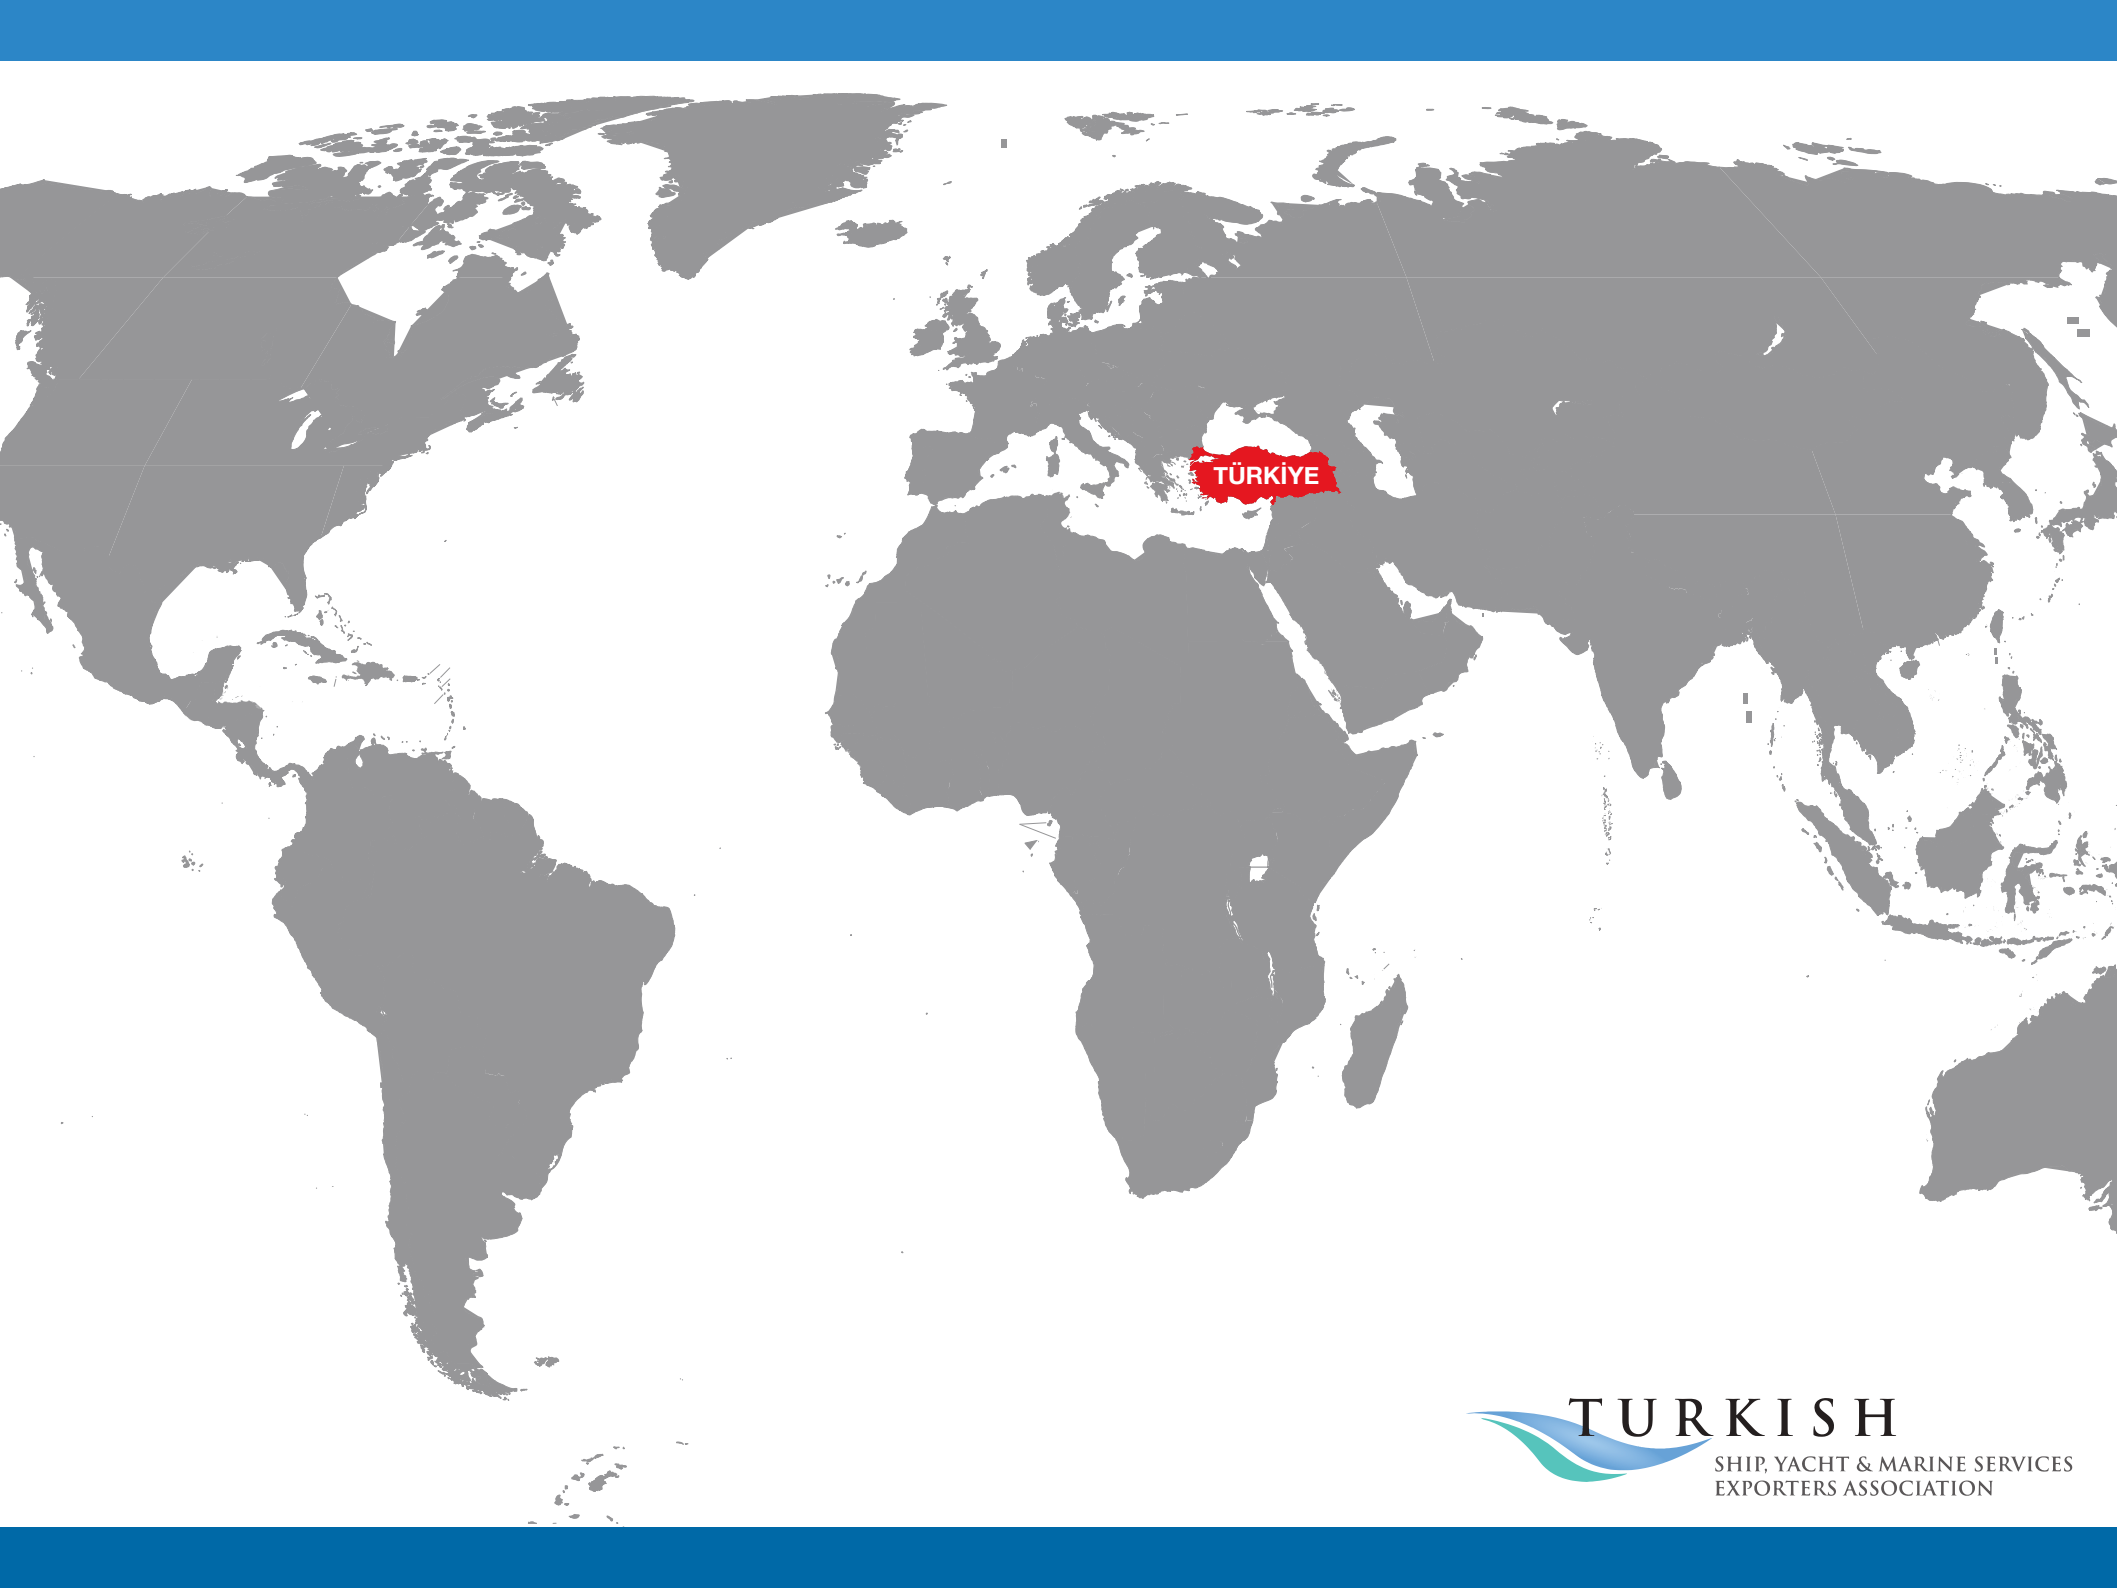 TÜRKİYE
TURKISH
SHIP, YACHT & MARINE SERVICES
EXPORTERS ASSOCIATION